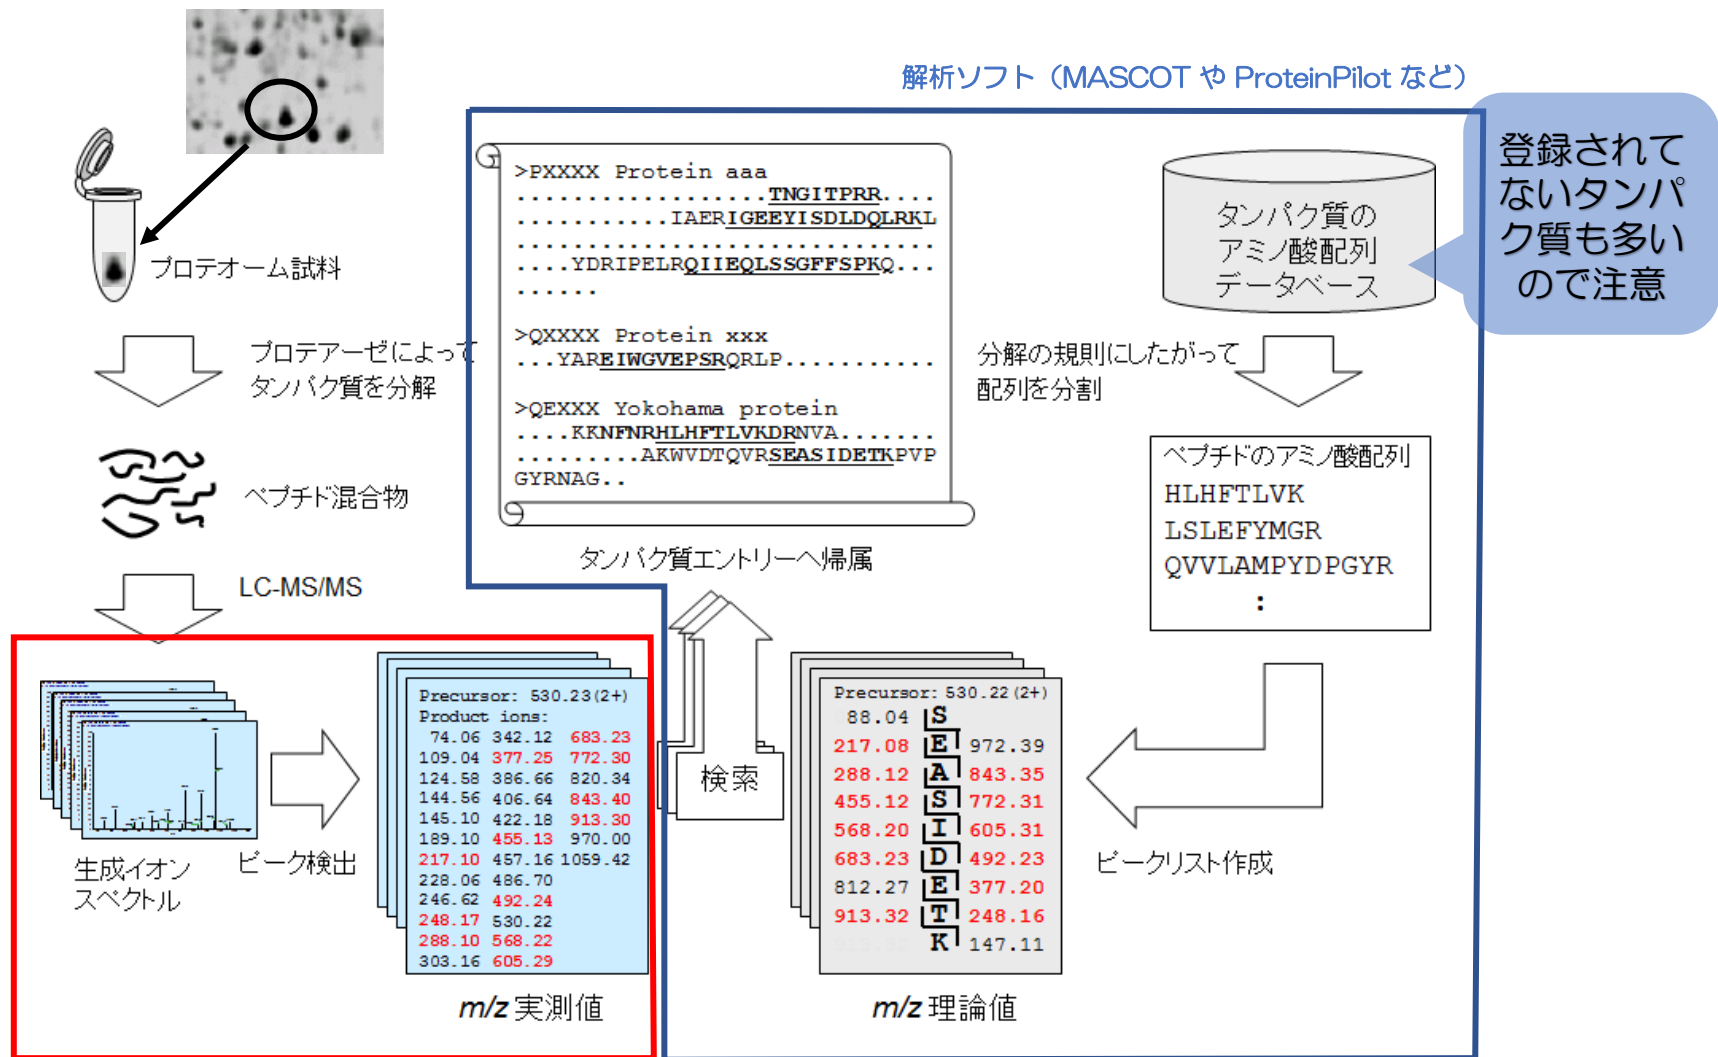 解析ソフト（MASCOT や ProteinPilot など）
登録されて
ないタンパ
ク質も多い
ので注意
プロテオーム試料
プロテアーゼによって
タンパク質を分解
ペプチド混合物
LC-MS/MS
>PXXXX Protein aaa
..................TNGITPRR....
...........IAERIGEEYISDLDQLRKL
..............................
....YDRIPELRQIIEQLSSGFFSPKQ...
......
>QXXXX Protein xxx
...YAREIWGVEPSRQRLP............
>QEXXX Yokohama protein
....KKNFNRHLHFTLVKDRNVA.......
.........AKWVDTQVRSEASIDETKPVP
GYRNAG..
タンパク質エントリーへ帰属
タンパク質の
アミノ酸配列
データベース
分解の規則にしたがって
配列を分割
ペプチドのアミノ酸配列
HLHFTLVK
LSLEFYMGR
QVVLAMPYDPGYR
:
生成イオン
スペクトル
ピーク検出
Precursor: 530.23(2+)
Product ions:
74.06 342.12 683.23
109.04 377.25 772.30
124.58 386.66 820.34
144.56 406.64 843.40
145.10 422.18 913.30
189.10 455.13 970.00
217.10 457.16 1059.42
228.06 486.70
246.62 492.24
248.17 530.22
288.10 568.22
303.16 605.29
m/z 実測値
検索
Precursor: 530.22(2+)
88.04 S
217.08 E 972.39
288.12 A 843.35
455.12 S 772.31
568.20 I 605.31
683.23 D 492.23
812.27 E 377.20
913.32 T 248.16
K 147.11
m/z 理論値
ピークリスト作成